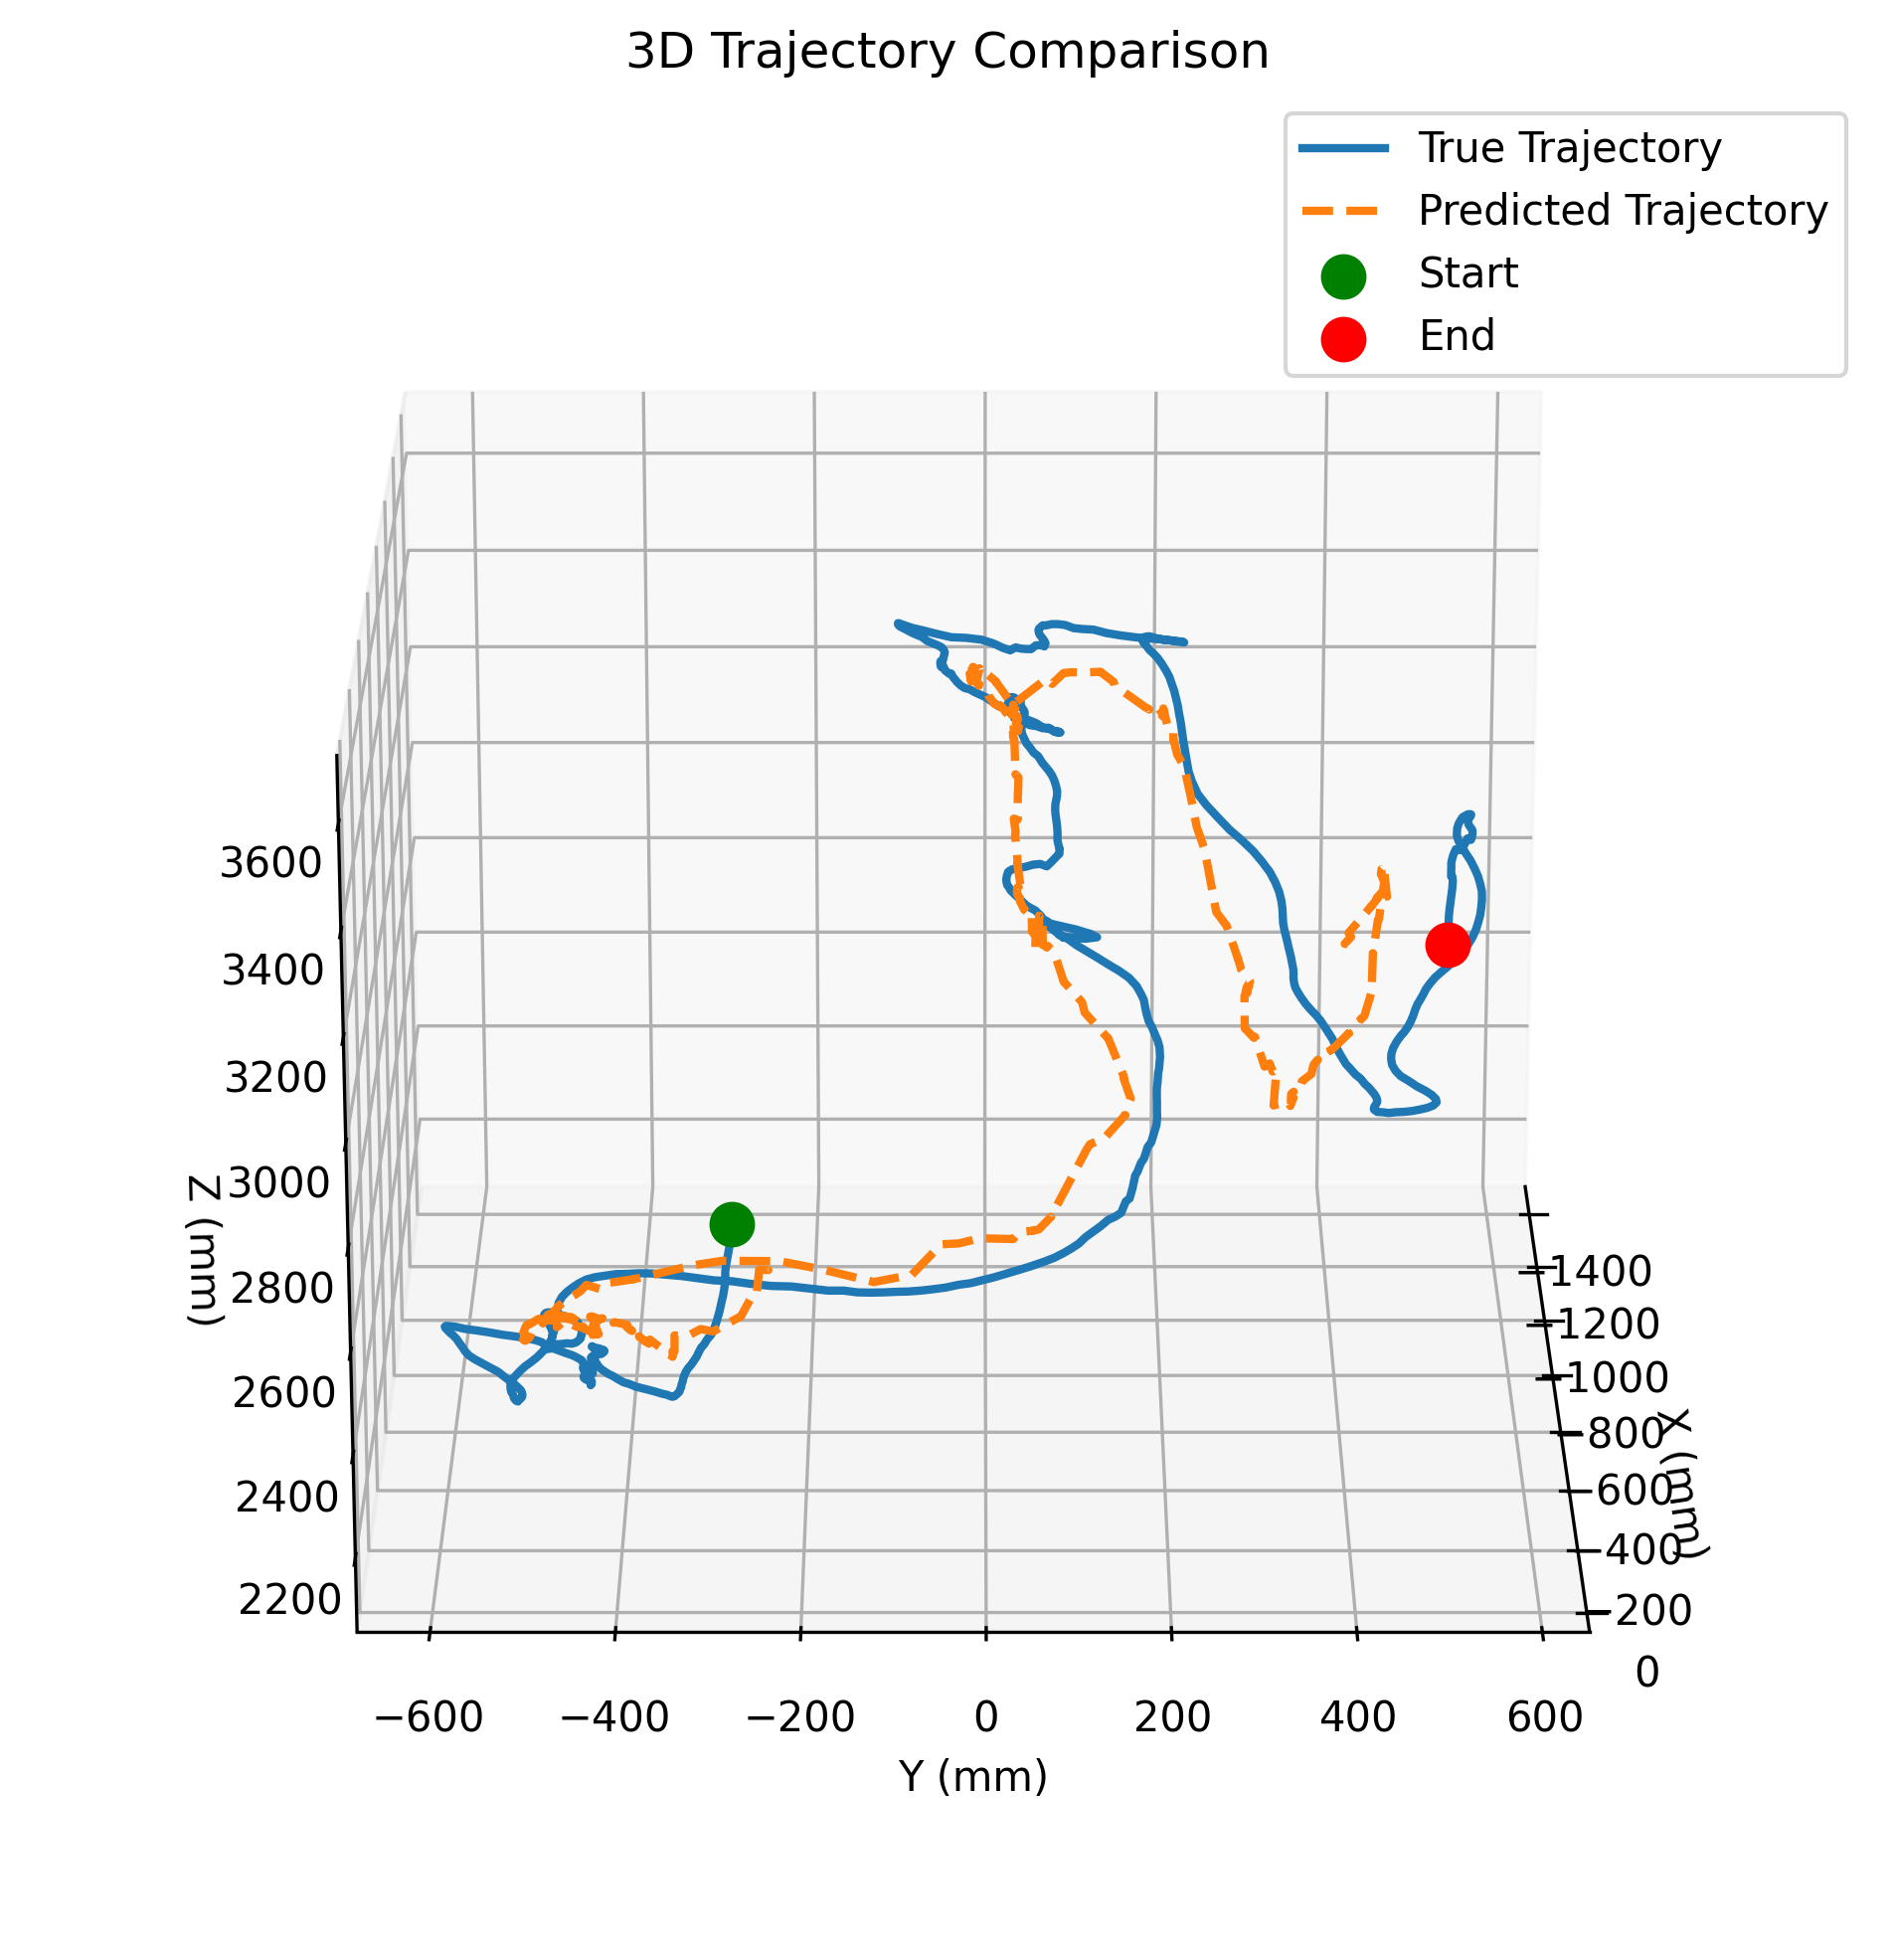 3D Trajectory Comparison
True Trajectory
Predicted Trajectory
Start
End
3600
3400
3200
3000
2800
2600
2400
2200
Z (mm)
1400
1200
1000
800
600
400
200
0
X (mm)
−600 −400 −200 0 200 400 600
Y (mm)